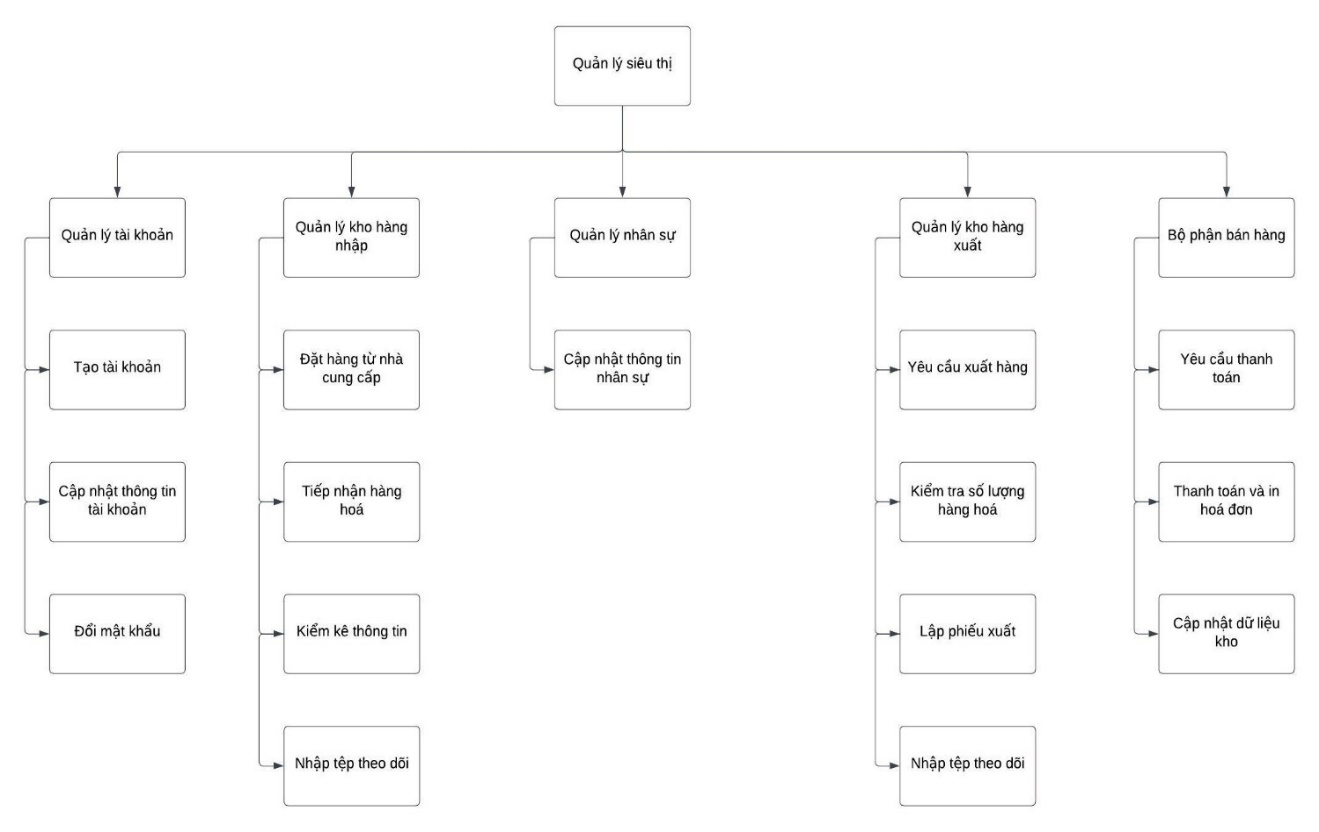 Quản lý siêu thị
Quản lý tài khoản
Quản lý kho hàng
nhập
Quản lý nhân sự
Quản lý kho hàng
xuất
Bộ phận bán hàng
Tạo tài khoản
Đặt hàng từ nhà
cung cấp
Cập nhật thông tin
nhân sự
Yêu cầu xuất hàng
Yêu cầu thanh
toán
Cập nhật thông tin
tài khoản
Tiếp nhận hàng
hoá
Kiểm tra số lượng
hàng hoá
Thanh toán và in
hoá đơn
Đổi mật khẩu
Kiểm kê thông tin
Lập phiếu xuất
Cập nhật dữ liệu
kho
Nhập tệp theo dõi
Nhập tệp theo dõi